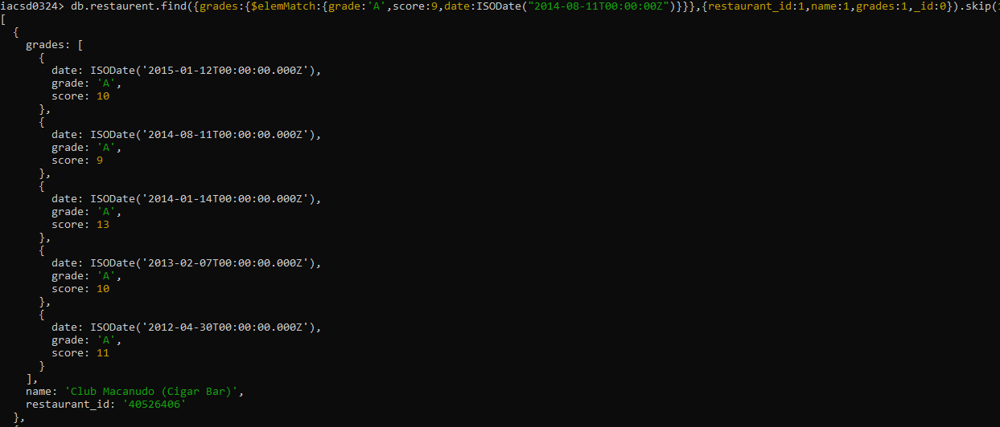 iacsd0324> db.restaurent.find({grades:{$elemMatch:{grade:'A',score:9,date:ISODate("2014-08-11T00:00:00Z")}}},{restaurant_id:1,name:1,grades:1,_id:0}).skip(
[
{
grades: [
{
date: ISODate('2015-01-12T00:00:00.000Z'),
grade: 'A',
score: 10
},
{
date: ISODate('2014-08-11T00:00:00.000Z'),
grade: 'A',
score: 9
},
{
date: ISODate('2014-01-14T00:00:00.000Z'),
grade: 'A',
score: 13
},
{
date: ISODate('2013-02-07T00:00:00.000Z'),
grade: 'A',
score: 10
},
{
date: ISODate('2012-04-30T00:00:00.000Z'),
grade: 'A',
score: 11
}
],
name: 'Club Macanudo (Cigar Bar)',
restaurant_id: '40526406'
},